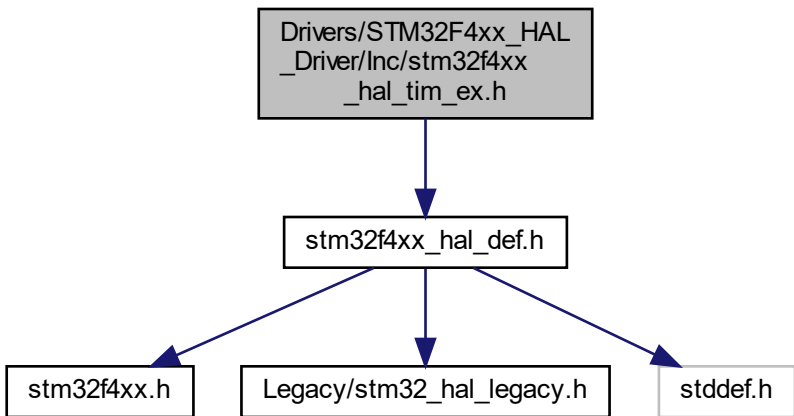 Drivers/STM32F4xx_HAL
_Driver/Inc/stm32f4xx
_hal_tim_ex.h
stm32f4xx_hal_def.h
stm32f4xx.h
Legacy/stm32_hal_legacy.h
stddef.h